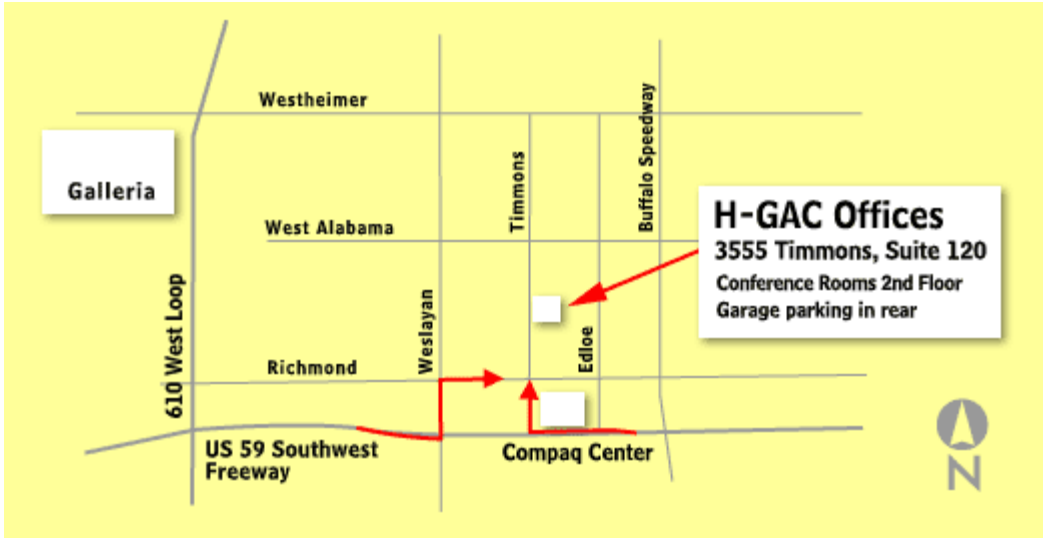 Westheimer
Galleria
Timmons
Buffalo Speedway
West Alabama
H-GAC Offices
3555 Timmons, Suite 120
Conference Rooms 2nd Floor
Garage parking in rear
610 West Loop
Weslayan
Edloe
Richmond
US 59 Southwest
Freeway
Compaq Center
N